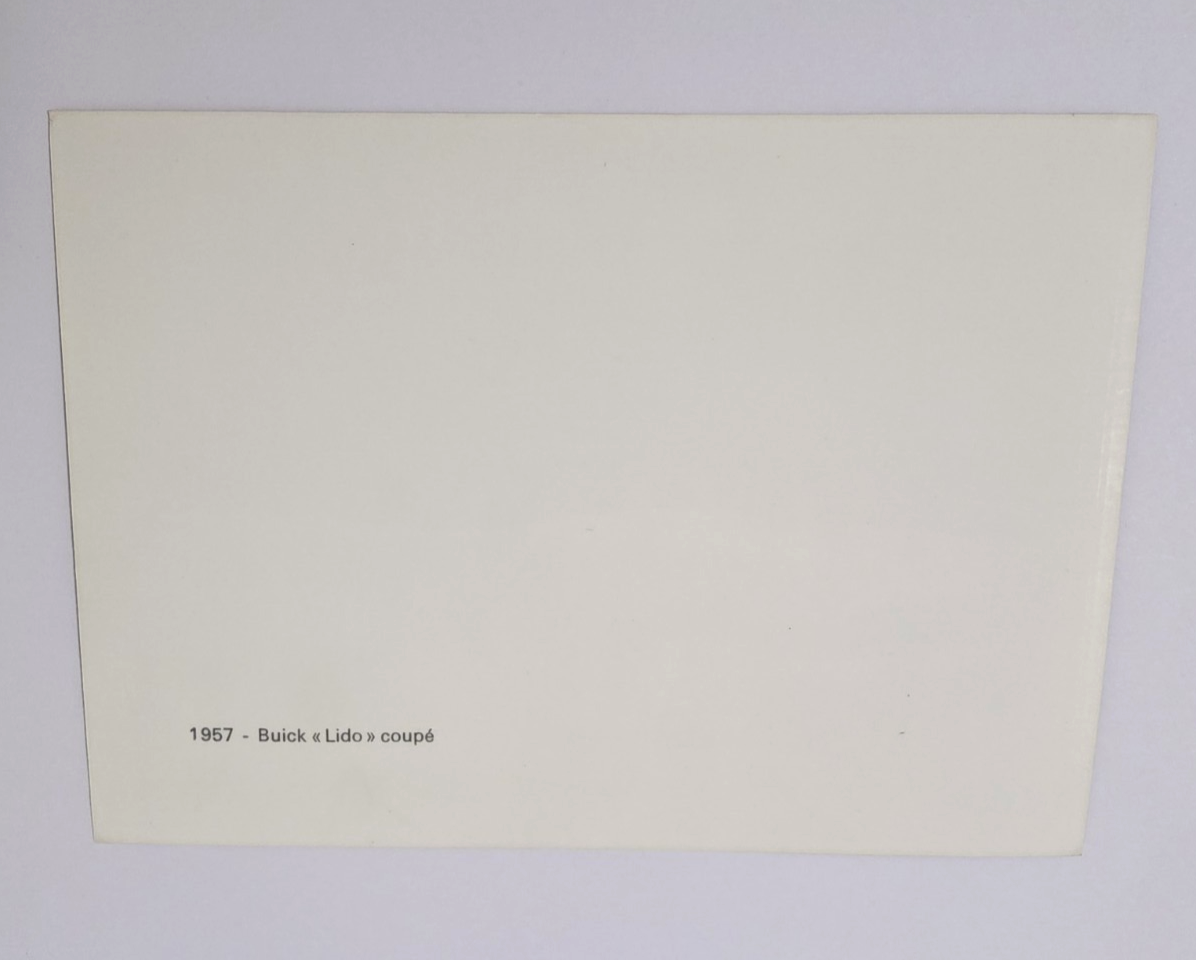 1957 - Buick « Lido » coupé